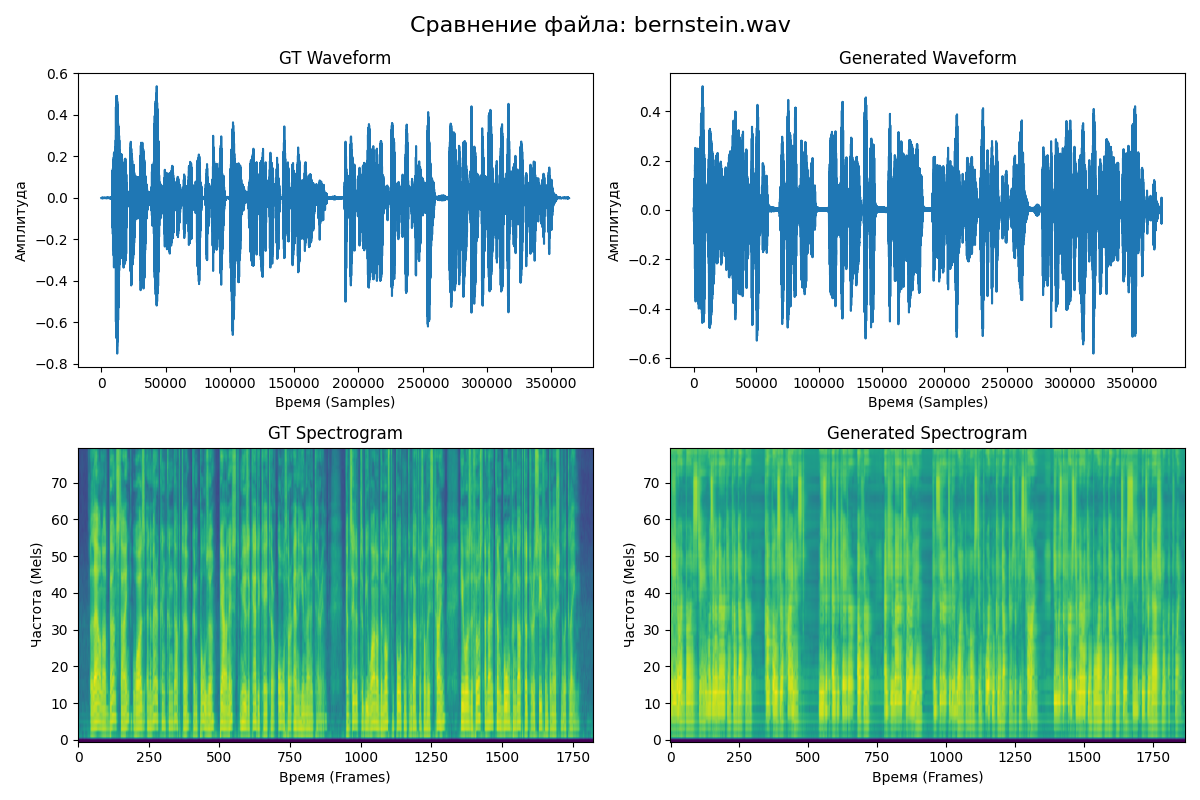 Сравнение файла: bernstein.wav
GT Waveform
Generated Waveform
0.6
0.4
0.2
0.0
−0.2
−0.4
−0.6
−0.8
Амплитуда
0 50000 100000 150000 200000 250000 300000 350000
Время (Samples)
0.4
0.2
0.0
−0.2
−0.4
−0.6
Амплитуда
0 50000 100000 150000 200000 250000 300000 350000
Время (Samples)
GT Spectrogram
Generated Spectrogram
70
60
50
40
30
20
10
0
Частота (Mels)
0 250 500 750 1000 1250 1500 1750
Время (Frames)
70
60
50
40
30
20
10
0
Частота (Mels)
0 250 500 750 1000 1250 1500 1750
Время (Frames)